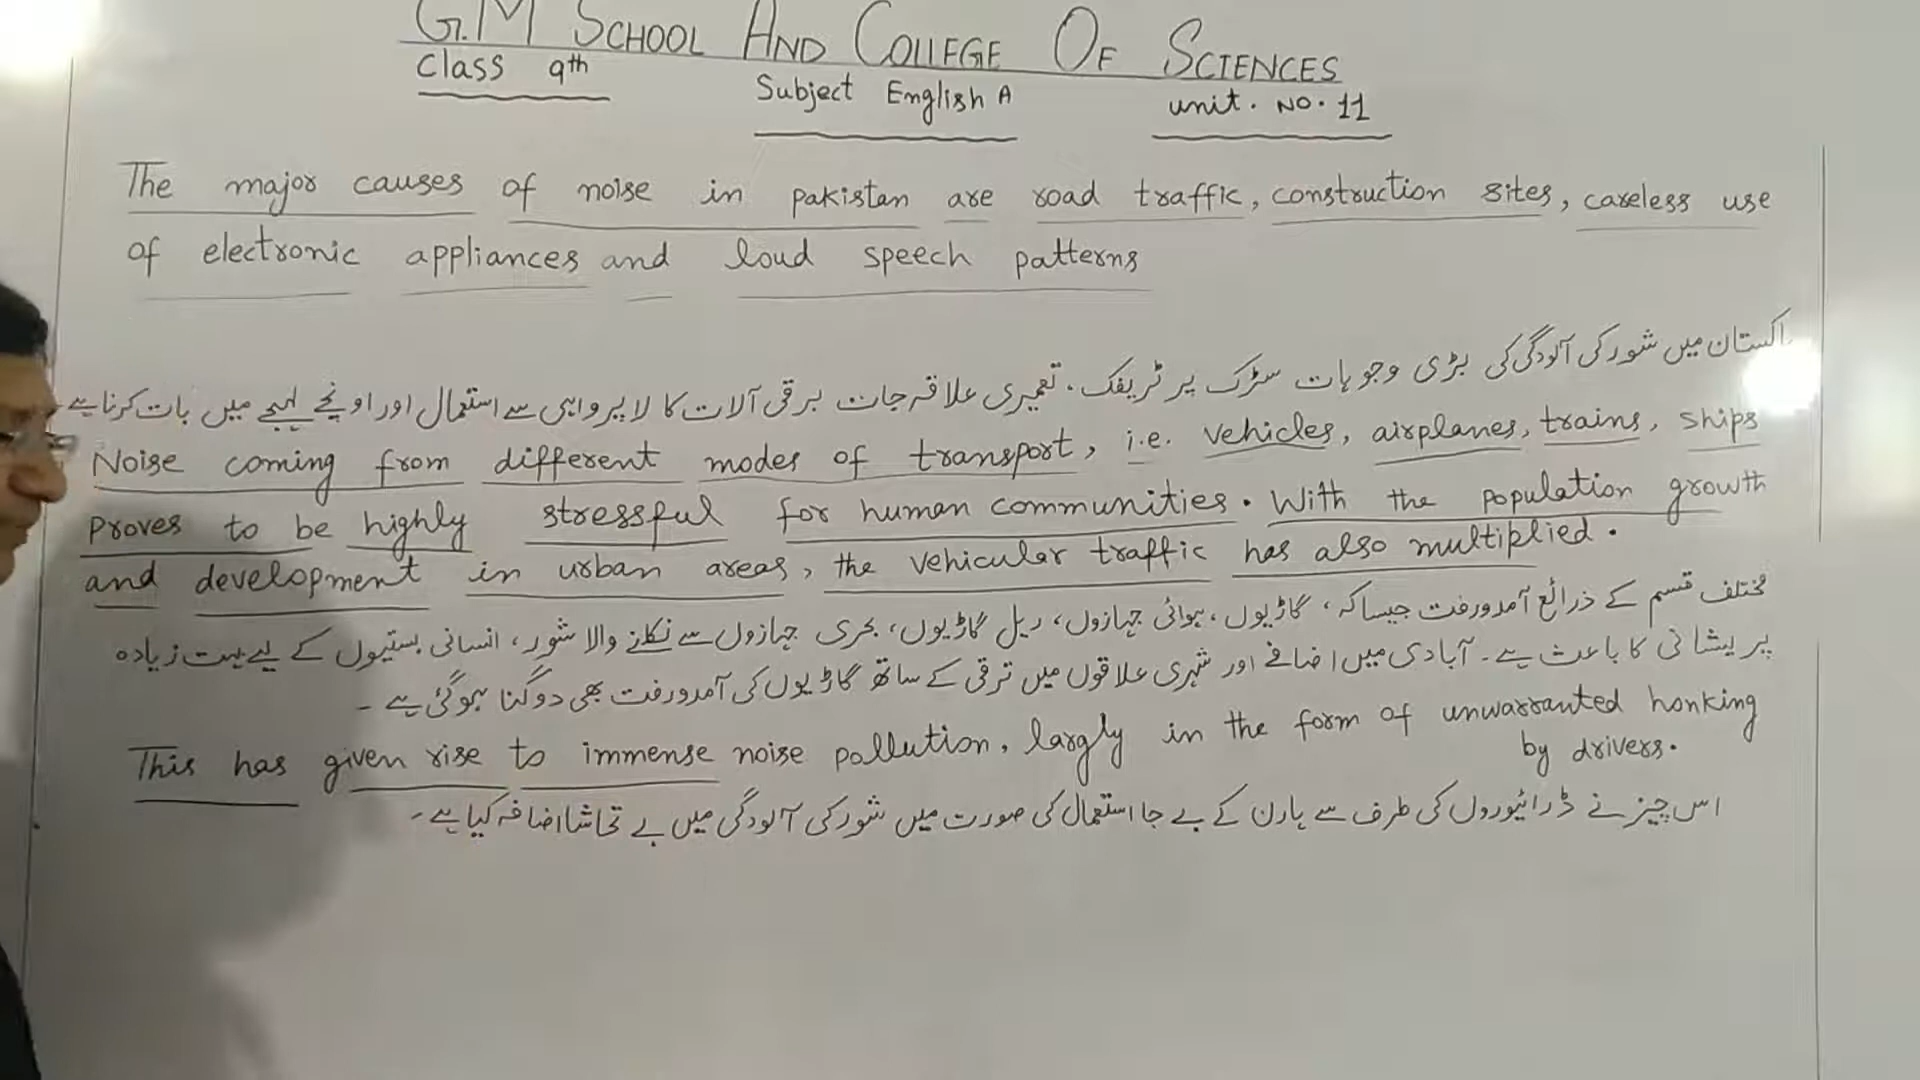 G.M SCHOOL AND COLLEGE OF SCIENCES
Class 9th Subject English A unit. NO. 11
The major causes of noise in pakistan are road traffic, construction sites, careless use
of electronic appliances and loud speech patterns
پاکستان میں شور کی آلودگی کی بڑی وجوہات سڑک پر ٹریفک. تعمیری علاقہ جات برقی آلات کا لاپرواہی سے استعمال اور اونچے لہجے میں بات کرنا ہے
Noise coming from different modes of transport, i.e. vehicles, airplanes, trains, ships
proves to be highly stressful for human communities. With the population growth
and development in urban areas, the vehicular traffic has also multiplied.
مختلف قسم کے ذرائع آمدورفت جیسا کہ، گاڑیوں، ہوائی جہازوں، ریل گاڑیوں، بحری جہازوں سے نکلنے والا شور، انسانی بستیوں کے لیے بہت زیادہ
پریشانی کا باعث ہے۔ آبادی میں اضافے اور شہری علاقوں میں ترقی کے ساتھ گاڑیوں کی آمدورفت بھی دوگنا ہوگئی ہے۔
This has given rise to immense noise pollution, largly in the form of unwarranted honking
by drivers.
اس چیز نے ڈرائیوروں کی طرف سے ہارن کے بے جا استعمال کی صورت میں شور کی آلودگی میں بے تحاشا اضافہ کیا ہے۔